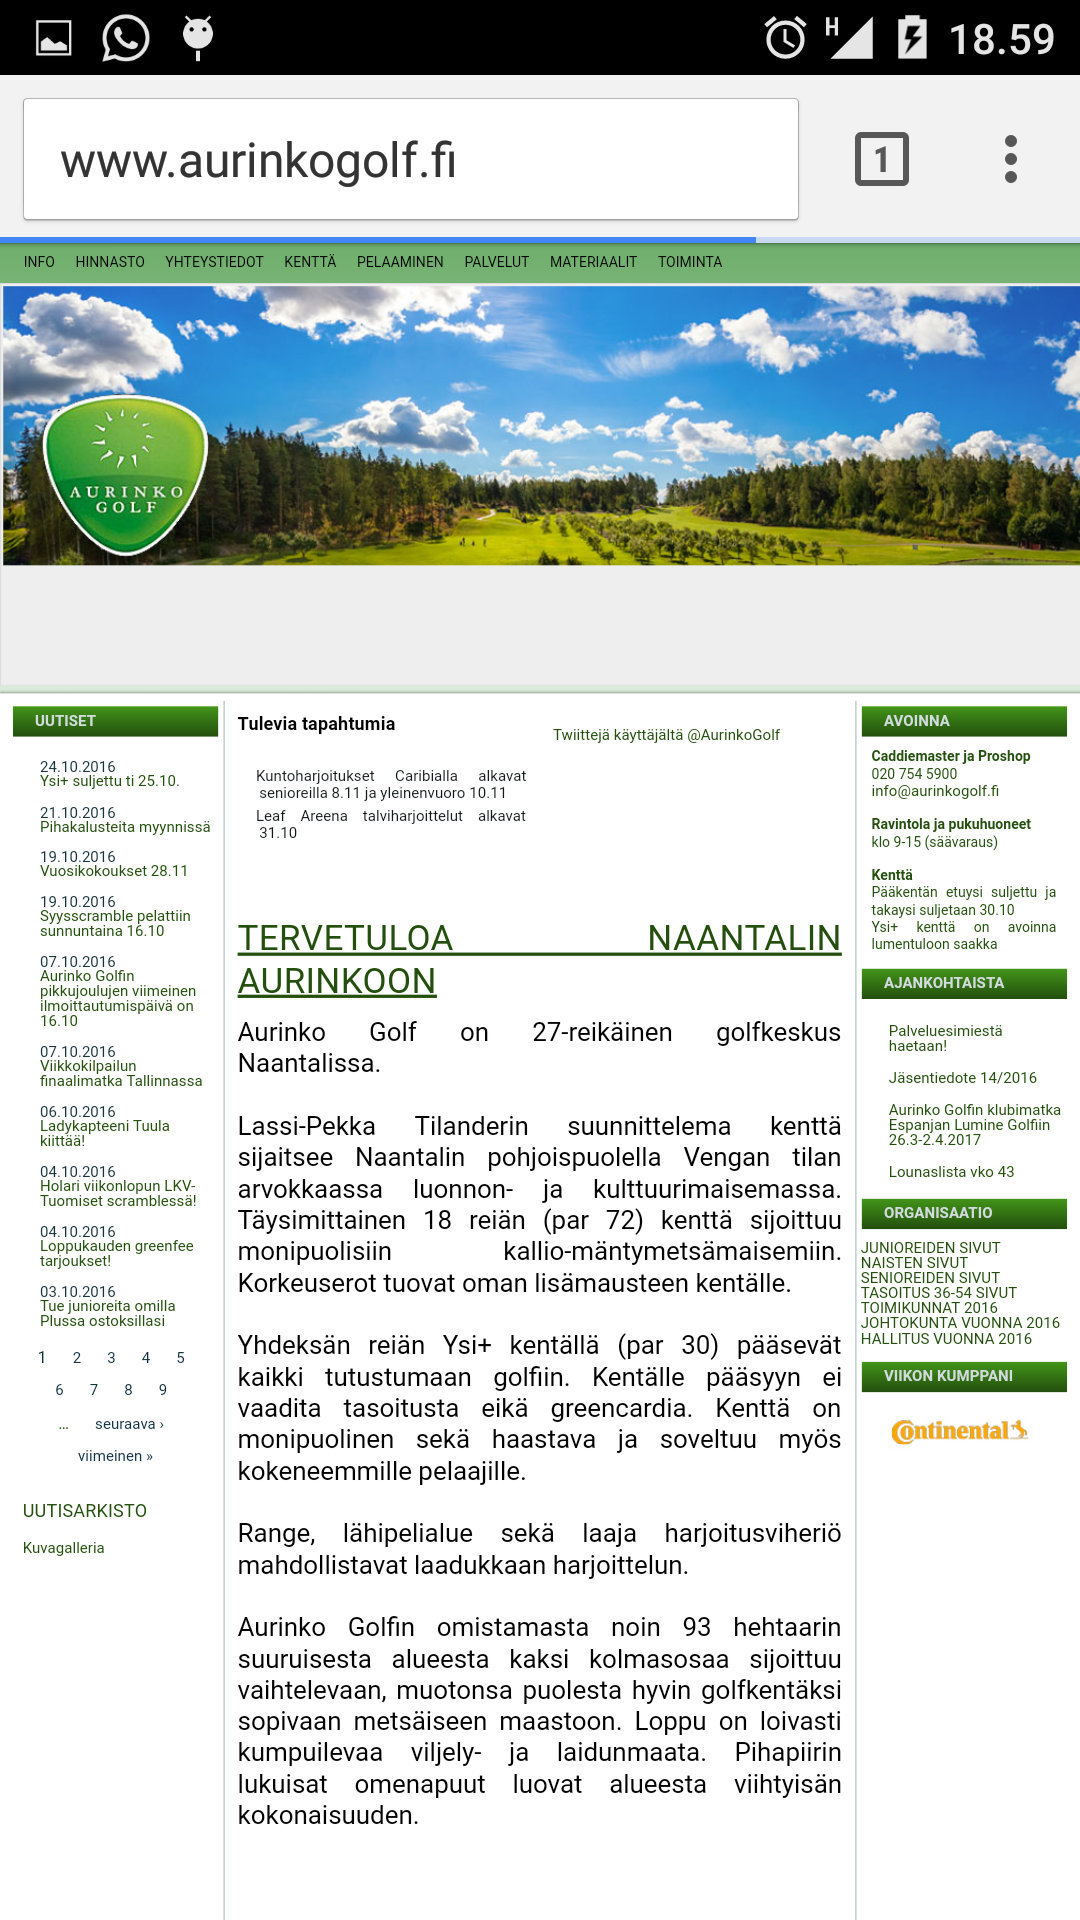 H
18.59
www.aurinkogolf.fi
1
INFO HINNASTO YHTEYSTIEDOT KENTTÄ PELAAMINEN PALVELUT MATERIAALIT TOIMINTA
AURINKO
GOLF
UUTISET
24.10.2016
Ysi+ suljettu ti 25.10.
21.10.2016
Pihakalusteita myynnissä
19.10.2016
Vuosikokoukset 28.11
19.10.2016
Syysscramble pelattiin
sunnuntaina 16.10
07.10.2016
Aurinko Golfin
pikkujoulujen viimeinen
ilmoittautumispäivä on
16.10
07.10.2016
Viikkokilpailun
finaalimatka Tallinnassa
06.10.2016
Ladykapteeni Tuula
kiittää!
04.10.2016
Holari viikonlopun LKV-
Tuomiset scramblessä!
04.10.2016
Loppukauden greenfee
tarjoukset!
03.10.2016
Tue junioreita omilla
Plussa ostoksillasi
1 2 3 4 5
6 7 8 9
... seuraava ›
viimeinen »
UUTISARKISTO
Kuvagalleria
Tulevia tapahtumia
Twiittejä käyttäjältä @AurinkoGolf
Kuntoharjoitukset Caribialla alkavat
senioreilla 8.11 ja yleinenvuoro 10.11
Leaf Areena talviharjoittelut alkavat
31.10
TERVETULOA NAANTALIN
AURINKOON
Aurinko Golf on 27-reikäinen golfkeskus
Naantalissa.
Lassi-Pekka Tilanderin suunnittelema kenttä
sijaitsee Naantalin pohjoispuolella Vengan tilan
arvokkaassa luonnon- ja kulttuurimaisemassa.
Täysimittainen 18 reiän (par 72) kenttä sijoittuu
monipuolisiin kallio-mäntymetsämaisemiin.
Korkeuserot tuovat oman lisämausteen kentälle.
Yhdeksän reiän Ysi+ kentällä (par 30) pääsevät
kaikki tutustumaan golfiin. Kentälle pääsyyn ei
vaadita tasoitusta eikä greencardia. Kenttä on
monipuolinen sekä haastava ja soveltuu myös
kokeneemmille pelaajille.
Range, lähipelialue sekä laaja harjoitusviheriö
mahdollistavat laadukkaan harjoittelun.
Aurinko Golfin omistamasta noin 93 hehtaarin
suuruisesta alueesta kaksi kolmasosaa sijoittuu
vaihtelevaan, muotonsa puolesta hyvin golfkentäksi
sopivaan metsäiseen maastoon. Loppu on loivasti
kumpuilevaa viljely- ja laidunmaata. Pihapiirin
lukuisat omenapuut luovat alueesta viihtyisän
kokonaisuuden.
AVOINNA
Caddiemaster ja Proshop
020 754 5900
info@aurinkogolf.fi
Ravintola ja pukuhuoneet
klo 9-15 (säävaraus)
Kenttä
Pääkentän etuysi suljettu ja
takaysi suljetaan 30.10
Ysi+ kenttä on avoinna
lumentuloon saakka
AJANKOHTAISTA
Palveluesimiestä
haetaan!
Jäsentiedote 14/2016
Aurinko Golfin klubimatka
Espanjan Lumine Golfiin
26.3-2.4.2017
Lounaslista vko 43
ORGANISAATIO
JUNIOREIDEN SIVUT
NAISTEN SIVUT
SENIOREIDEN SIVUT
TASOITUS 36-54 SIVUT
TOIMIKUNNAT 2016
JOHTOKUNTA VUONNA 2016
HALLITUS VUONNA 2016
VIIKON KUMPPANI
Continental